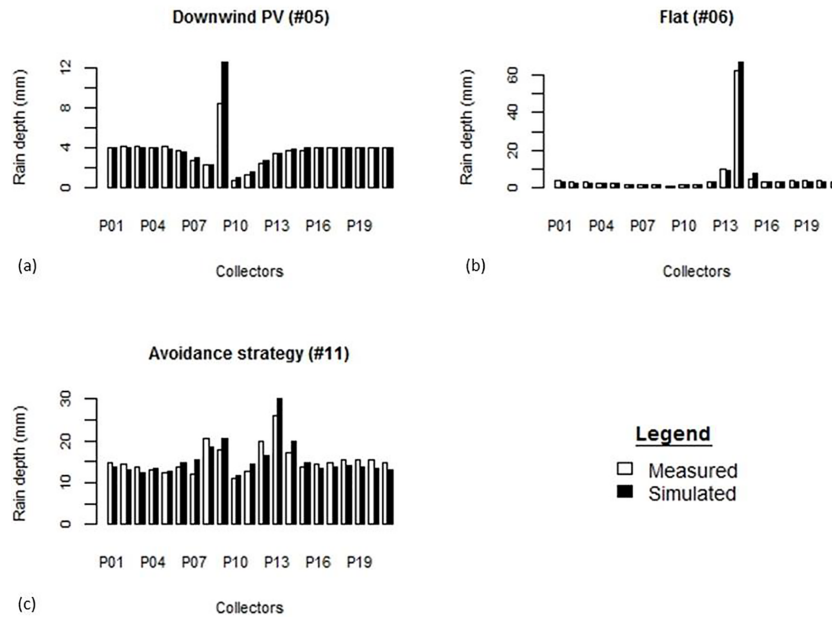 Downwind PV (#05)
Rain depth (mm)
12
8
4
0
P01 P04 P07 P10 P13 P16 P19
(a)
Collectors
Flat (#06)
Rain depth (mm)
60
40
20
0
P01 P04 P07 P10 P13 P16 P19
(b)
Collectors
Avoidance strategy (#11)
Rain depth (mm)
30
20
10
0
P01 P04 P07 P10 P13 P16 P19
(c)
Collectors
Legend
Measured
Simulated